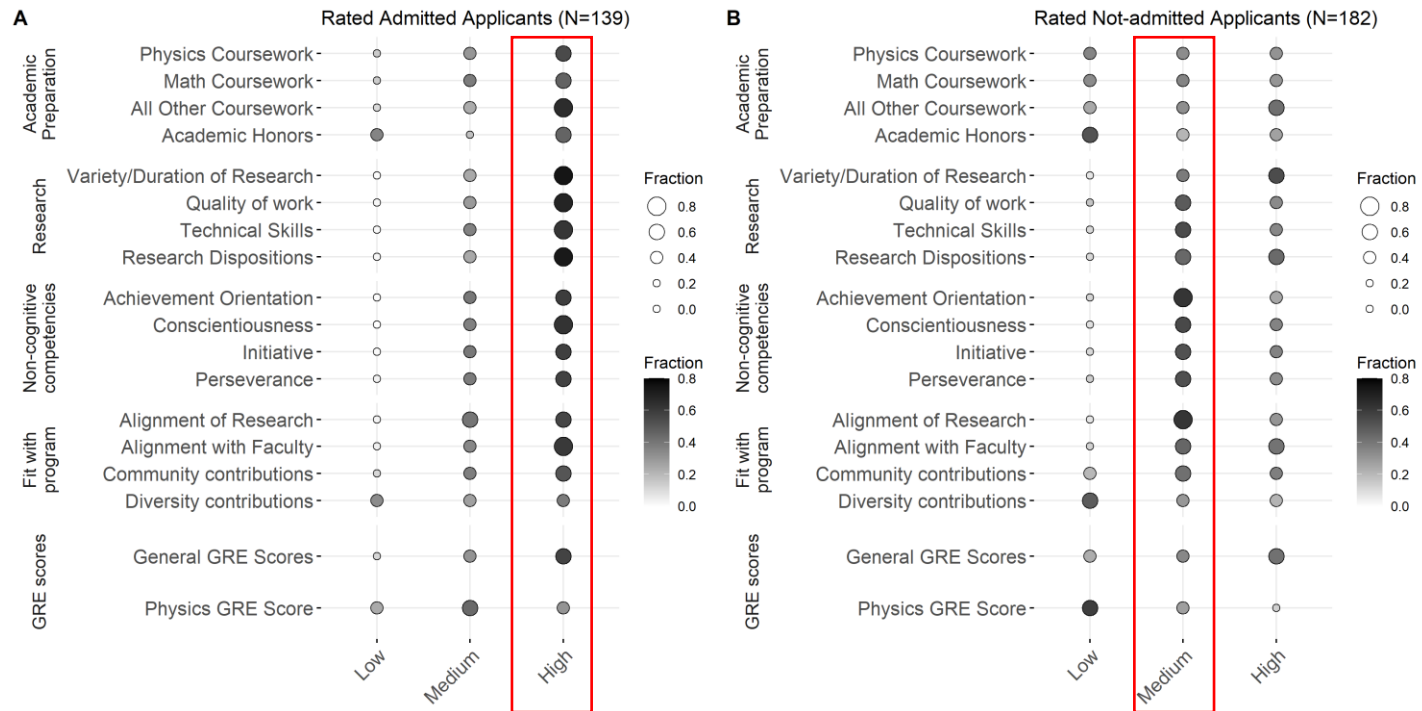 A
Rated Admitted Applicants (N=139)
Academic
Preparation
Physics Coursework
Math Coursework
All Other Coursework
Academic Honors
Research
Variety/Duration of Research
Quality of work
Technical Skills
Research Dispositions
Non-cognitive
competencies
Achievement Orientation
Conscientiousness
Initiative
Perseverance
Fit with
program
Alignment of Research
Alignment with Faculty
Community contributions
Diversity contributions
GRE scores
General GRE Scores
Physics GRE Score
Low
Medium
High
Fraction
0.8
0.6
0.4
0.2
0.0
Fraction
0.8
0.6
0.4
0.2
0.0
B
Rated Not-admitted Applicants (N=182)
Academic
Preparation
Physics Coursework
Math Coursework
All Other Coursework
Academic Honors
Research
Variety/Duration of Research
Quality of work
Technical Skills
Research Dispositions
Non-cognitive
competencies
Achievement Orientation
Conscientiousness
Initiative
Perseverance
Fit with
program
Alignment of Research
Alignment with Faculty
Community contributions
Diversity contributions
GRE scores
General GRE Scores
Physics GRE Score
Low
Medium
High
Fraction
0.8
0.6
0.4
0.2
0.0
Fraction
0.8
0.6
0.4
0.2
0.0